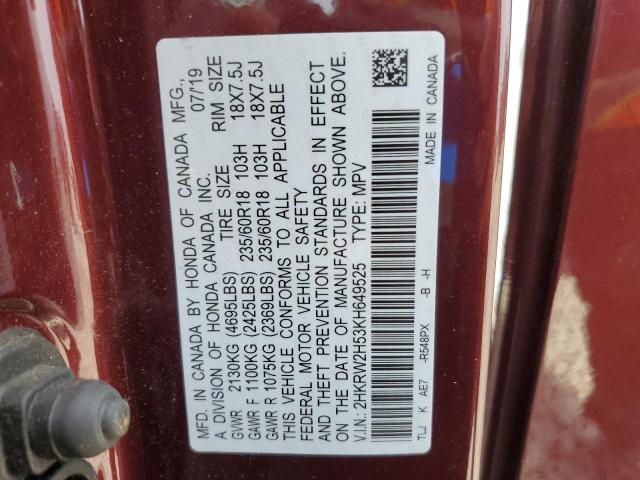 MFD. IN CANADA BY HONDA OF CANADA MFG.,
A DIVISION OF HONDA CANADA INC. 07/'19
TIRE SIZE RIM SIZE
GVWR 2130KG (4695LBS)
GAWR F 1100KG (2425LBS) 235/60R18 103H 18X7.5J
GAWR R 1075KG (2369LBS) 235/60R18 103H 18X7.5J
THIS VEHICLE CONFORMS TO ALL APPLICABLE
FEDERAL MOTOR VEHICLE SAFETY
AND THEFT PREVENTION STANDARDS IN EFFECT
ON THE DATE OF MANUFACTURE SHOWN ABOVE.
V.I.N.: 2HKRW2H53KH649525 TYPE: MPV
TLJ K AE7 -R548PX -B -H MADE IN CANADA